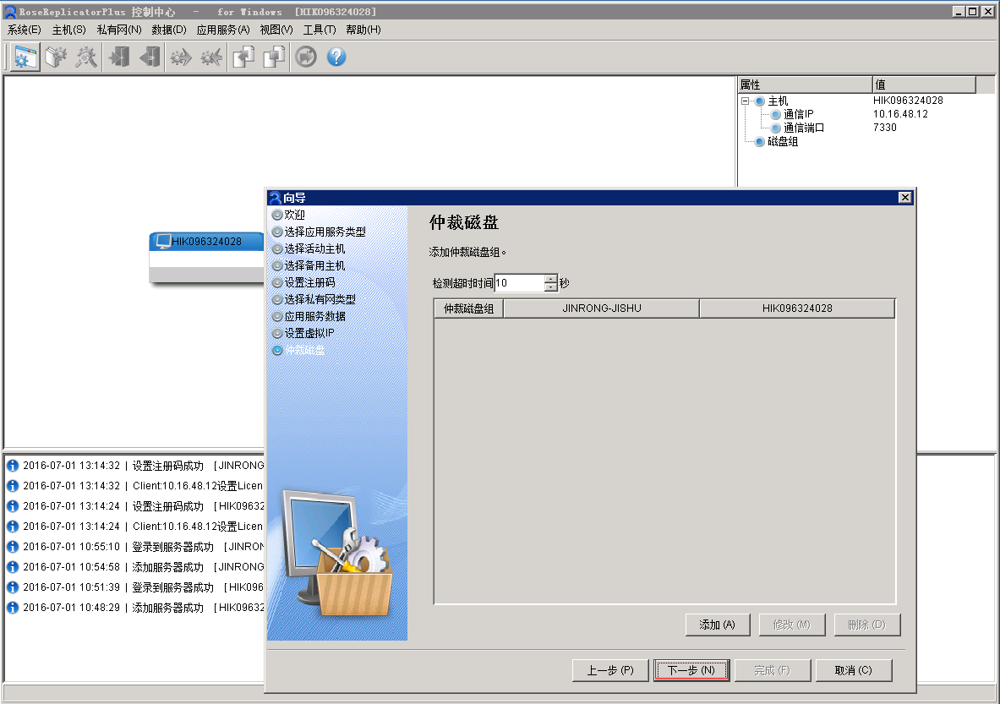 RoseReplicatorPlus 控制中心 - for Windows [HIK096324028]
系统(E) 主机(S) 私有网(N) 数据(D) 应用服务(A) 视图(V) 工具(T) 帮助(H)
属性 值
主机 HIK096324028
通信IP 10.16.48.12
通信端口 7330
磁盘组
HIK096324028
向导
欢迎
选择应用服务类型
选择活动主机
选择备用主机
设置注册码
选择私有网类型
应用服务数据
设置虚拟IP
仲裁磁盘
仲裁磁盘
添加仲裁磁盘组。
检测超时时间 10 秒
仲裁磁盘组 JINRONG-JISHU HIK096324028
添加 (A) 修改 (M) 删除 (D)
上一步 (P) 下一步 (N) 完成 (F) 取消 (C)
2016-07-01 13:14:32 | 设置注册码成功 [JINRONG
2016-07-01 13:14:32 | Client:10.16.48.12设置Licen
2016-07-01 13:14:24 | 设置注册码成功 [HIK09632
2016-07-01 13:14:24 | Client:10.16.48.12设置Licen
2016-07-01 10:55:10 | 登录到服务器成功 [JINRON
2016-07-01 10:54:58 | 添加服务器成功 [JINRONG
2016-07-01 10:51:39 | 登录到服务器成功 [HIK096
2016-07-01 10:48:29 | 添加服务器成功 [HIK09632